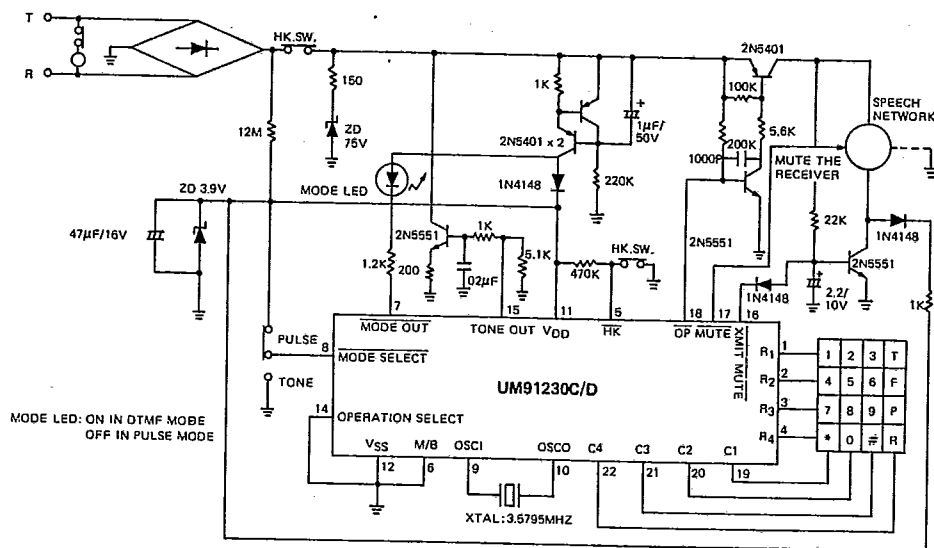 T
R
HK.SW.
150
ZD
75V
12M
1K
2N5401 x 2
1µF/
50V
220K
1N4148
2N5401
100K
5.6K
200K
1000P
MUTE THE
RECEIVER
SPEECH
NETWORK
2N5551
22K
1N4148
2N5551
1N4148
2.2/
10V
1K
ZD 3.9V
47µF/16V
MODE LED
1.2K
2N5551
200
1K
02µF
5.1K
470K
HK.SW.
7
15
11
5
18
17
16
MODE OUT
TONE OUT
VDD
HK
OP
MUTE
XMIT MUTE
PULSE
8
MODE SELECT
TONE
UM91230C/D
14
OPERATION SELECT
MODE LED: ON IN DTMF MOBE
OFF IN PULSE MODE
VSS
M/B
OSCI
OSCO
C4
C3
C2
C1
12
6
9
10
22
21
20
19
XTAL: 3.5795MHZ
R1
1
R2
2
R3
3
R4
4
1 2 3 T
4 5 6 F
7 8 9 P
* 0 # R